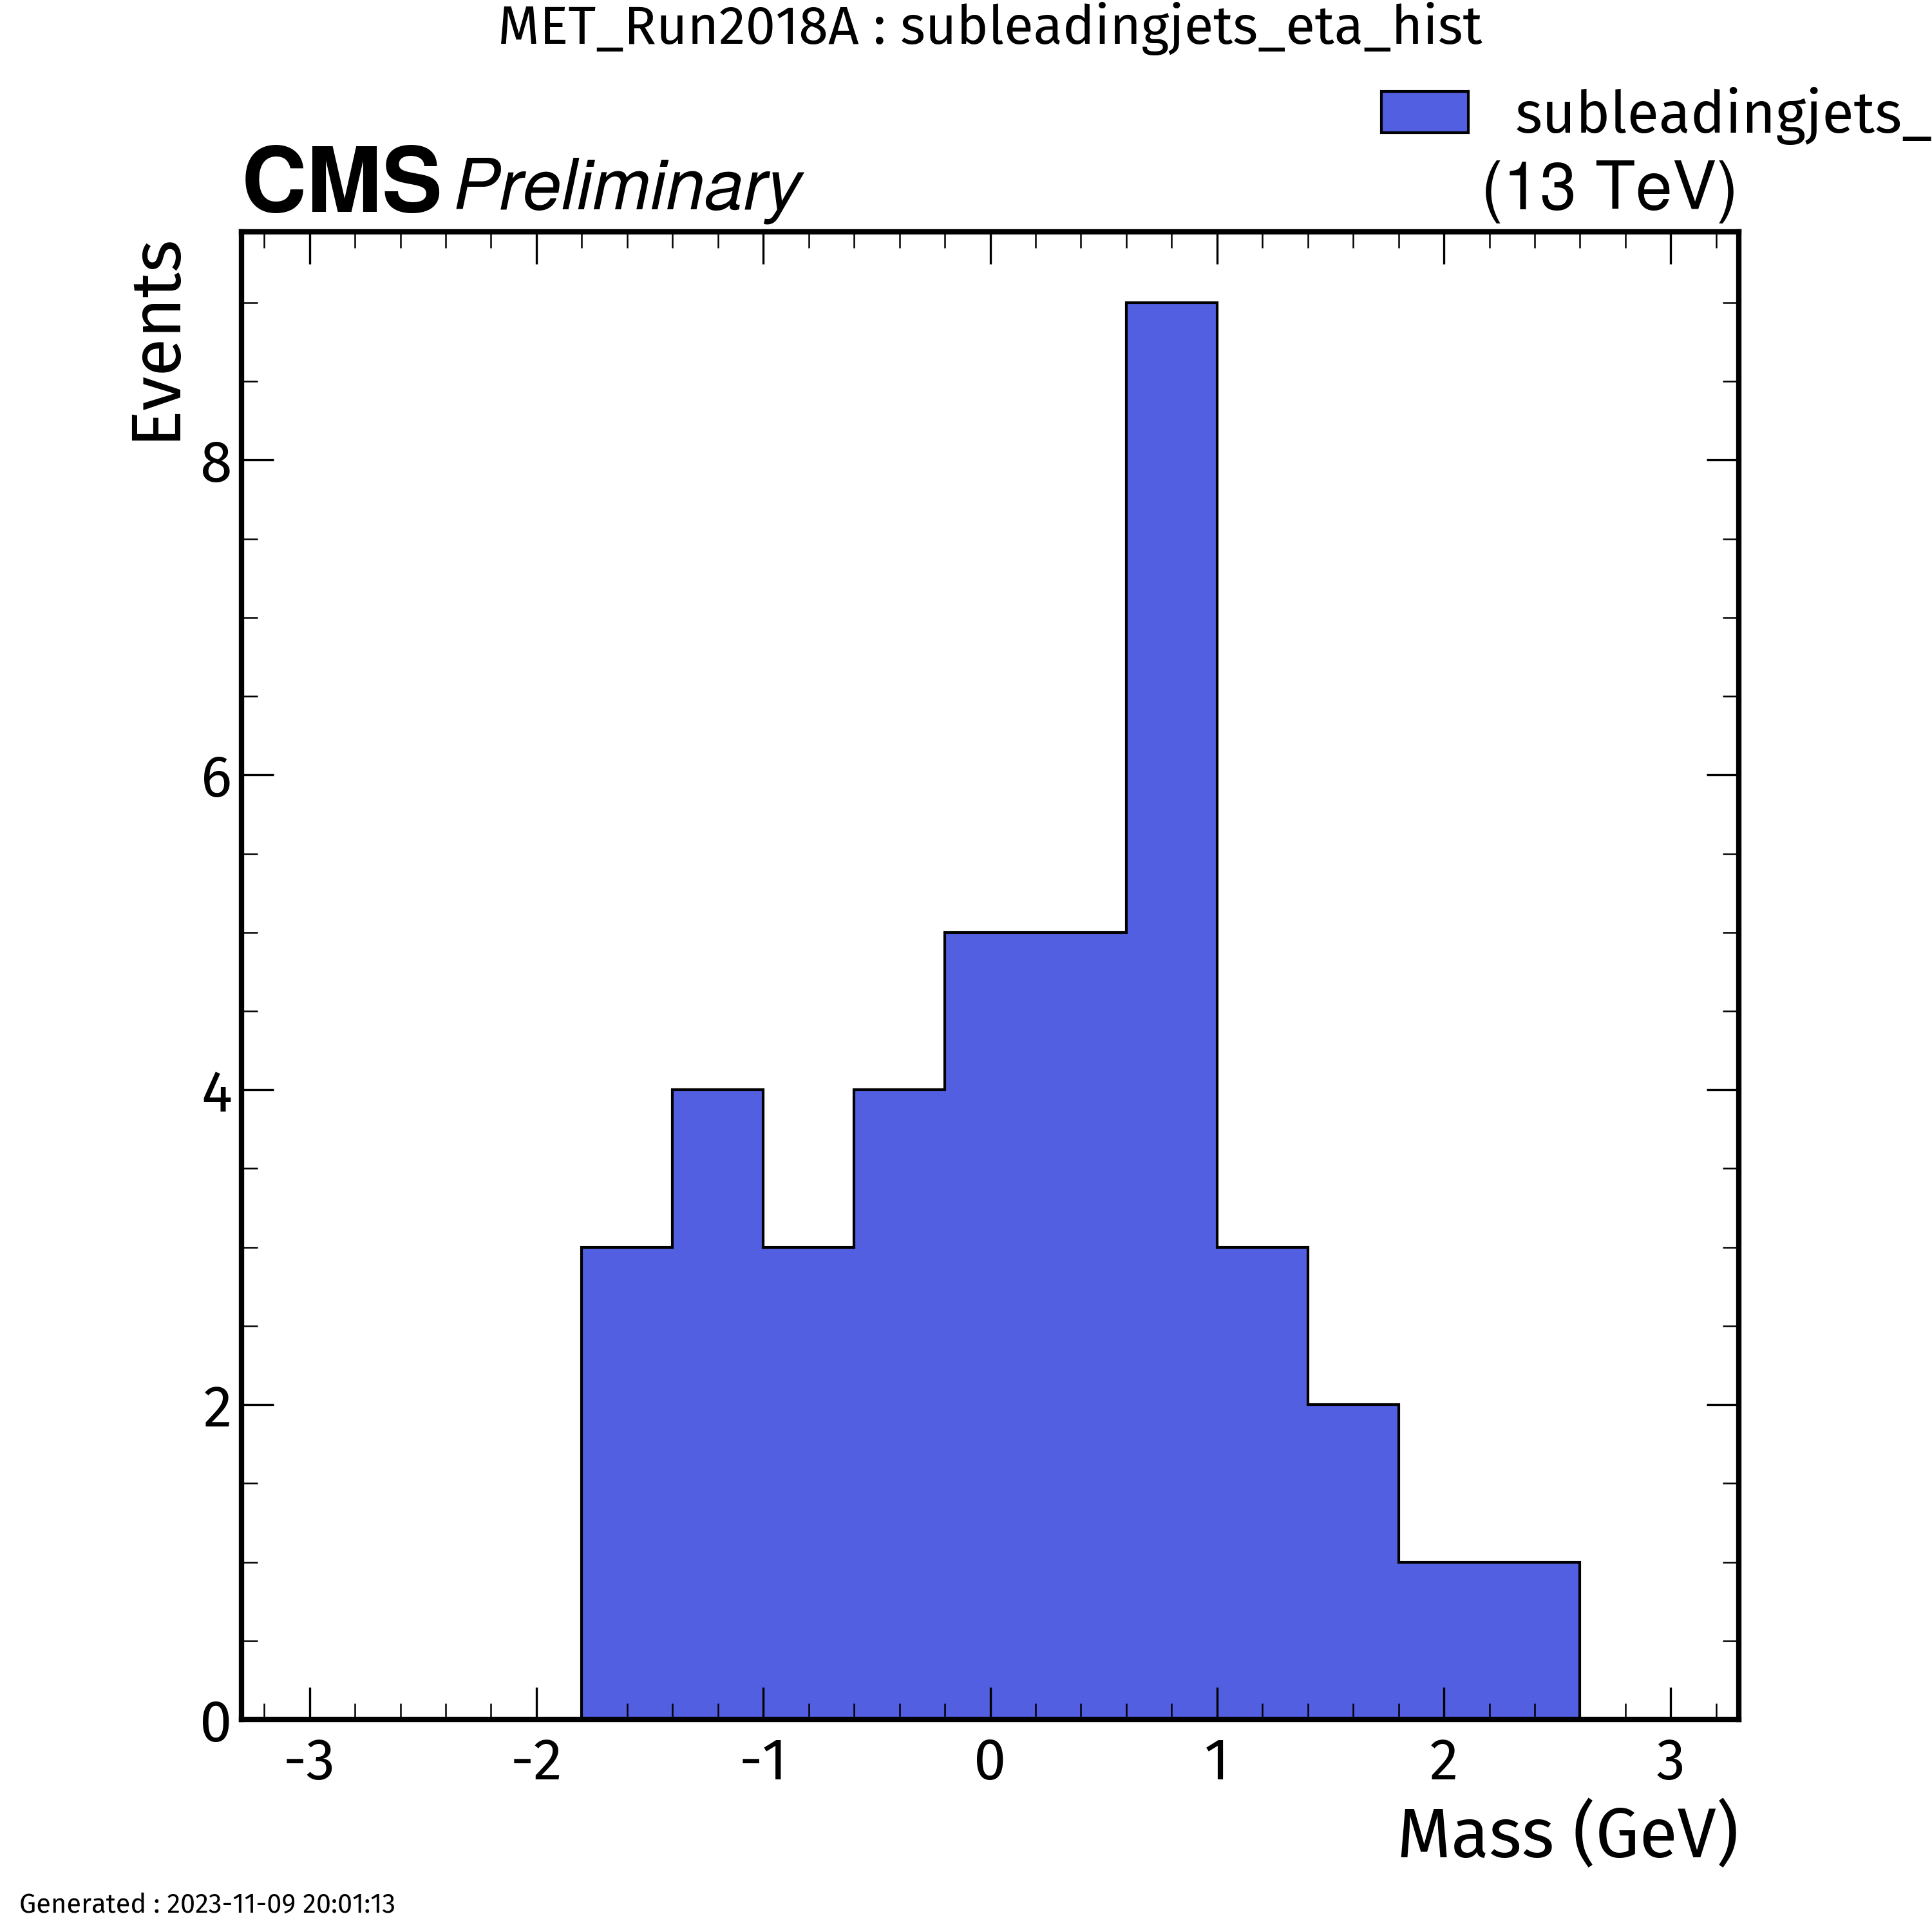 MET_Run2018A : subleadingjets_eta_hist
subleadingjets_
CMS Preliminary (13 TeV)
Events
8
6
4
2
0
-3 -2 -1 0 1 2 3
Mass (GeV)
Generated : 2023-11-09 20:01:13